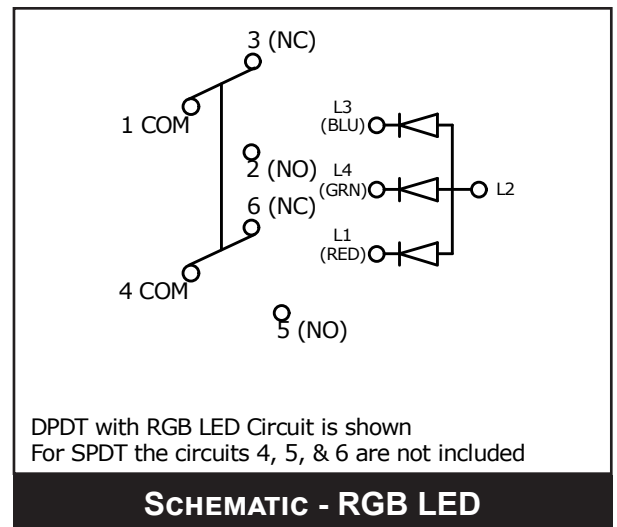 3 (NC)
1 COM
2 (NO)
6 (NC)
4 COM
5 (NO)
L3
(BLU)
L4
(GRN)
L1
(RED)
L2
DPDT with RGB LED Circuit is shown
For SPDT the circuits 4, 5, & 6 are not included
SCHEMATIC - RGB LED